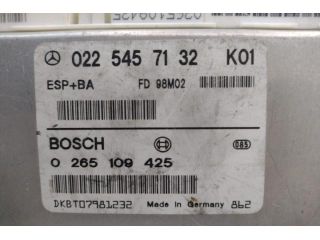 022 545 71 32 K01
ESP+BA FD 98M02
BOSCH
0 265 109 425
DKBT07981232 Made in Germany 862